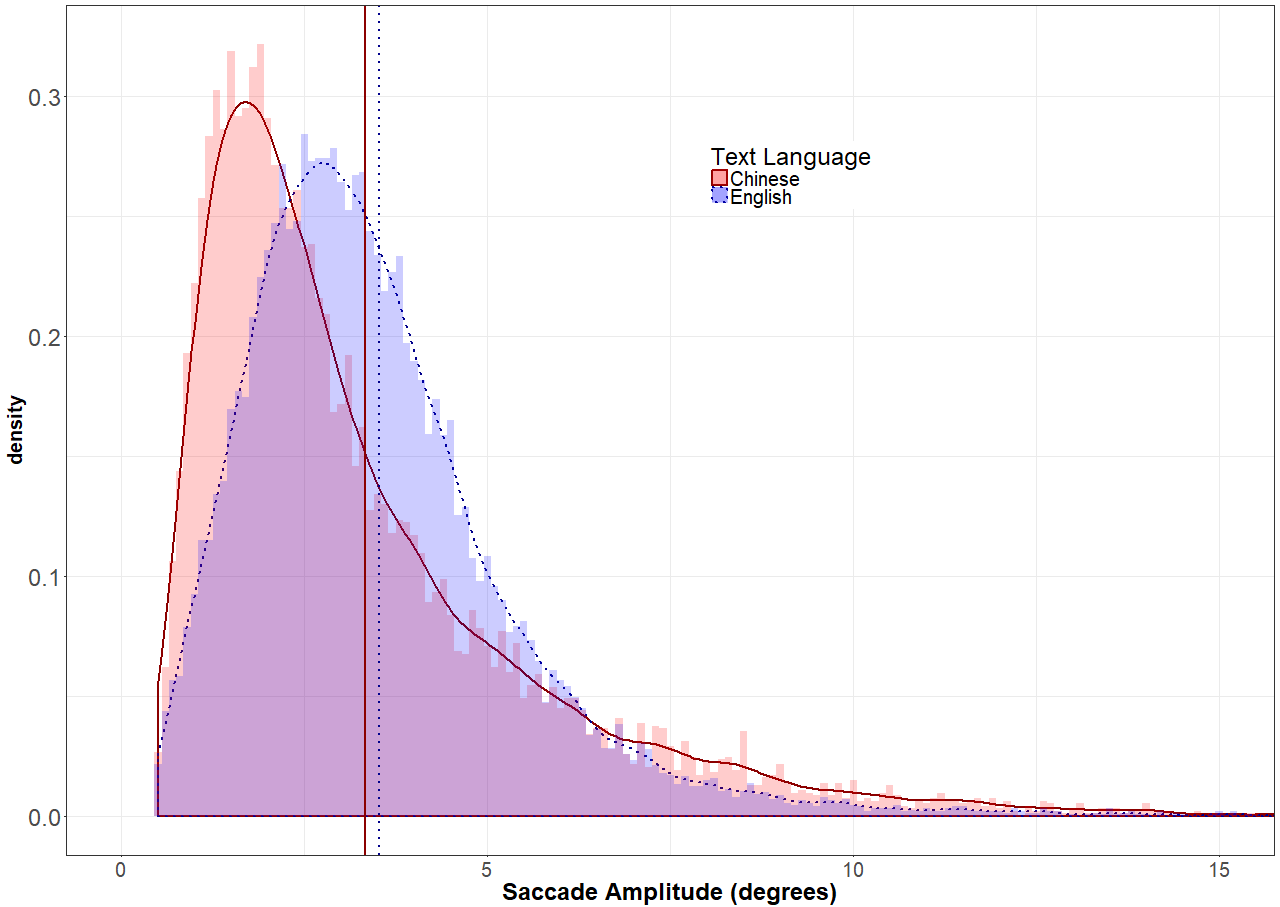 0.3
0.2
0.1
0.0
density
Text Language
Chinese
English
0 5 10 15
Saccade Amplitude (degrees)